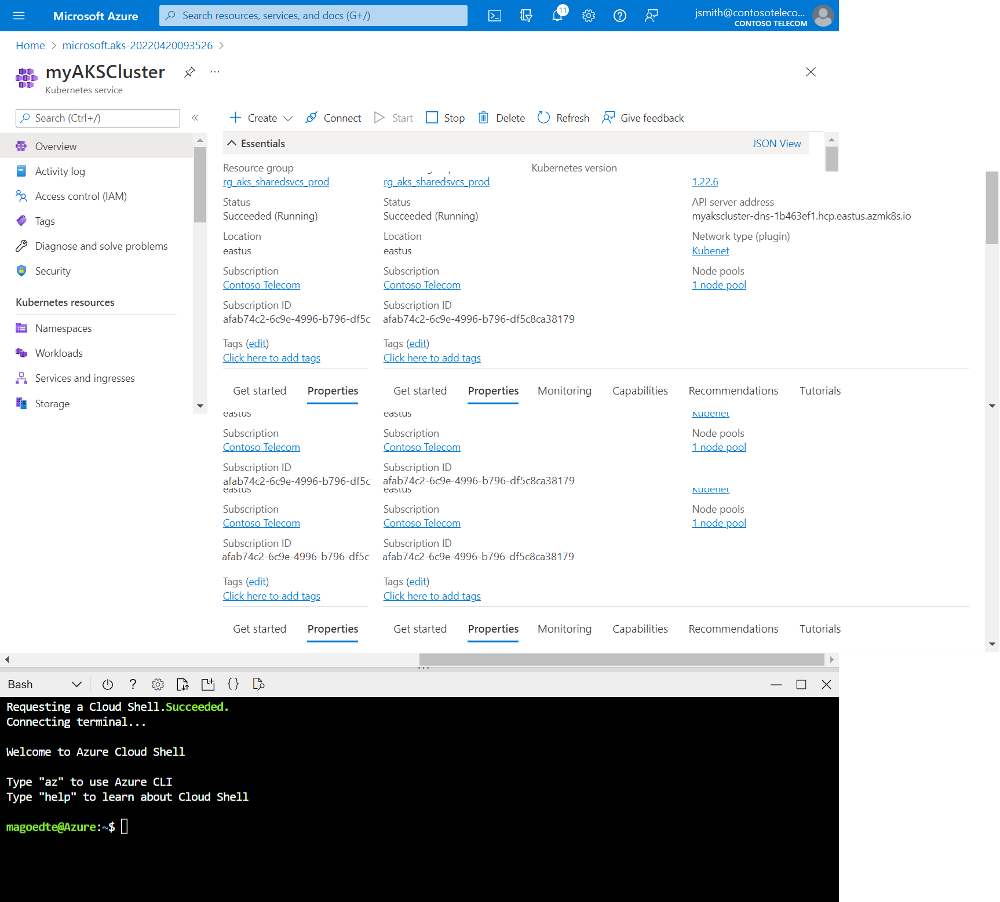 Microsoft Azure
Search resources, services, and docs (G+/)
11
jsmith@contosoteleco...
CONTOSO TELECOM
Home > microsoft.aks-20220420093526 >
myAKSCluster
...
Kubernetes service
Search (Ctrl+/)
«
Create
Connect
Start
Stop
Delete
Refresh
Give feedback
Overview
Activity log
Access control (IAM)
Tags
Diagnose and solve problems
Security
Kubernetes resources
Namespaces
Workloads
Services and ingresses
Storage
Essentials
JSON View
Resource group Kubernetes version
rg_aks_sharedsvcs_prod rg_aks_sharedsvcs_prod 1.22.6
Status Status API server address
Succeeded (Running) Succeeded (Running) myakscluster-dns-1b463ef1.hcp.eastus.azmk8s.io
Location Location Network type (plugin)
eastus eastus Kubenet
Subscription Subscription Node pools
Contoso Telecom Contoso Telecom 1 node pool
Subscription ID Subscription ID
afab74c2-6c9e-4996-b796-df5c afab74c2-6c9e-4996-b796-df5c8ca38179
Tags (edit) Tags (edit)
Click here to add tags Click here to add tags
Get started Properties Get started Properties Monitoring Capabilities Recommendations Tutorials
eastus eastus Kubenet
Subscription Subscription Node pools
Contoso Telecom Contoso Telecom 1 node pool
Subscription ID Subscription ID
afab74c2-6c9e-4996-b796-df5c afab74c2-6c9e-4996-b796-df5c8ca38179
eastus eastus Kubenet
Subscription Subscription Node pools
Contoso Telecom Contoso Telecom 1 node pool
Subscription ID Subscription ID
afab74c2-6c9e-4996-b796-df5c afab74c2-6c9e-4996-b796-df5c8ca38179
Tags (edit) Tags (edit)
Click here to add tags Click here to add tags
Get started Properties Get started Properties Monitoring Capabilities Recommendations Tutorials
Bash
? {}
Requesting a Cloud Shell.Succeeded.
Connecting terminal...
Welcome to Azure Cloud Shell
Type "az" to use Azure CLI
Type "help" to learn about Cloud Shell
magoedte@Azure:~$